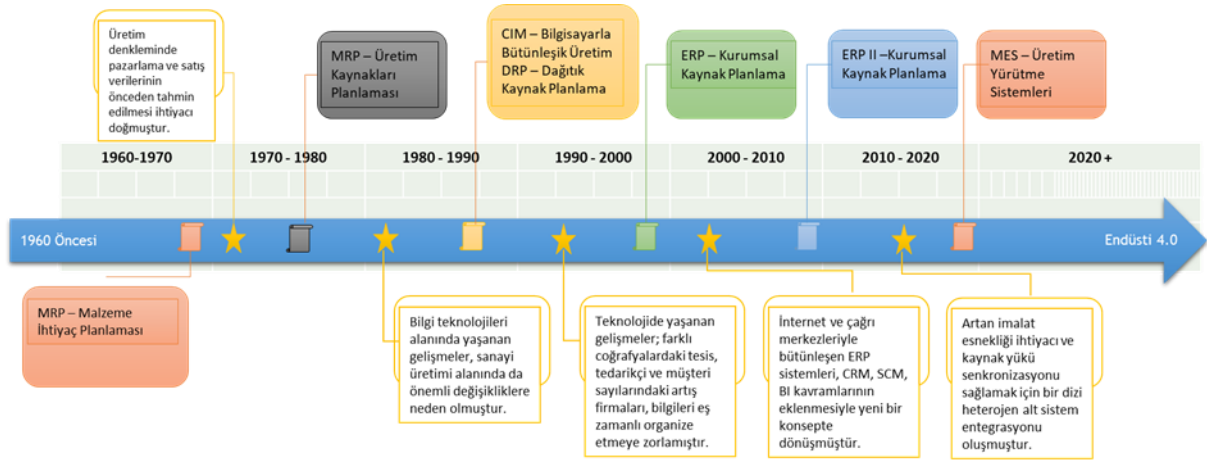 Üretim
denkleminde
pazarlama ve satış
verilerinin
önceden tahmin
edilmesi ihtiyacı
doğmuştur.
MRP – Üretim
Kaynakları
Planlaması
CIM – Bilgisayarla
Bütünleşik Üretim
DRP – Dağıtık
Kaynak Planlama
ERP – Kurumsal
Kaynak Planlama
ERP II –Kurumsal
Kaynak Planlama
MES – Üretim
Yürütme
Sistemleri
1960-1970
1970 - 1980
1980 - 1990
1990 - 2000
2000 - 2010
2010 - 2020
2020 +
1960 Öncesi
Endüsti 4.0
MRP – Malzeme
İhtiyaç Planlaması
Bilgi teknolojileri
alanında yaşanan
gelişmeler, sanayi
üretimi alanında da
önemli değişikliklere
neden olmuştur.
Teknolojide yaşanan
gelişmeler; farklı
coğrafyalardaki tesis,
tedarikçi ve müşteri
sayılarındaki artış
firmaları, bilgileri eş
zamanlı organize
etmeye zorlamıştır.
İnternet ve çağrı
merkezleriyle
bütünleşen ERP
sistemleri, CRM, SCM,
BI kavramlarının
eklenmesiyle yeni bir
konsepte
dönüşmüştür.
Artan imalat
esnekliği ihtiyacı ve
kaynak yükü
senkronizasyonu
sağlamak için bir dizi
heterojen alt sistem
entegrasyonu
oluşmuştur.